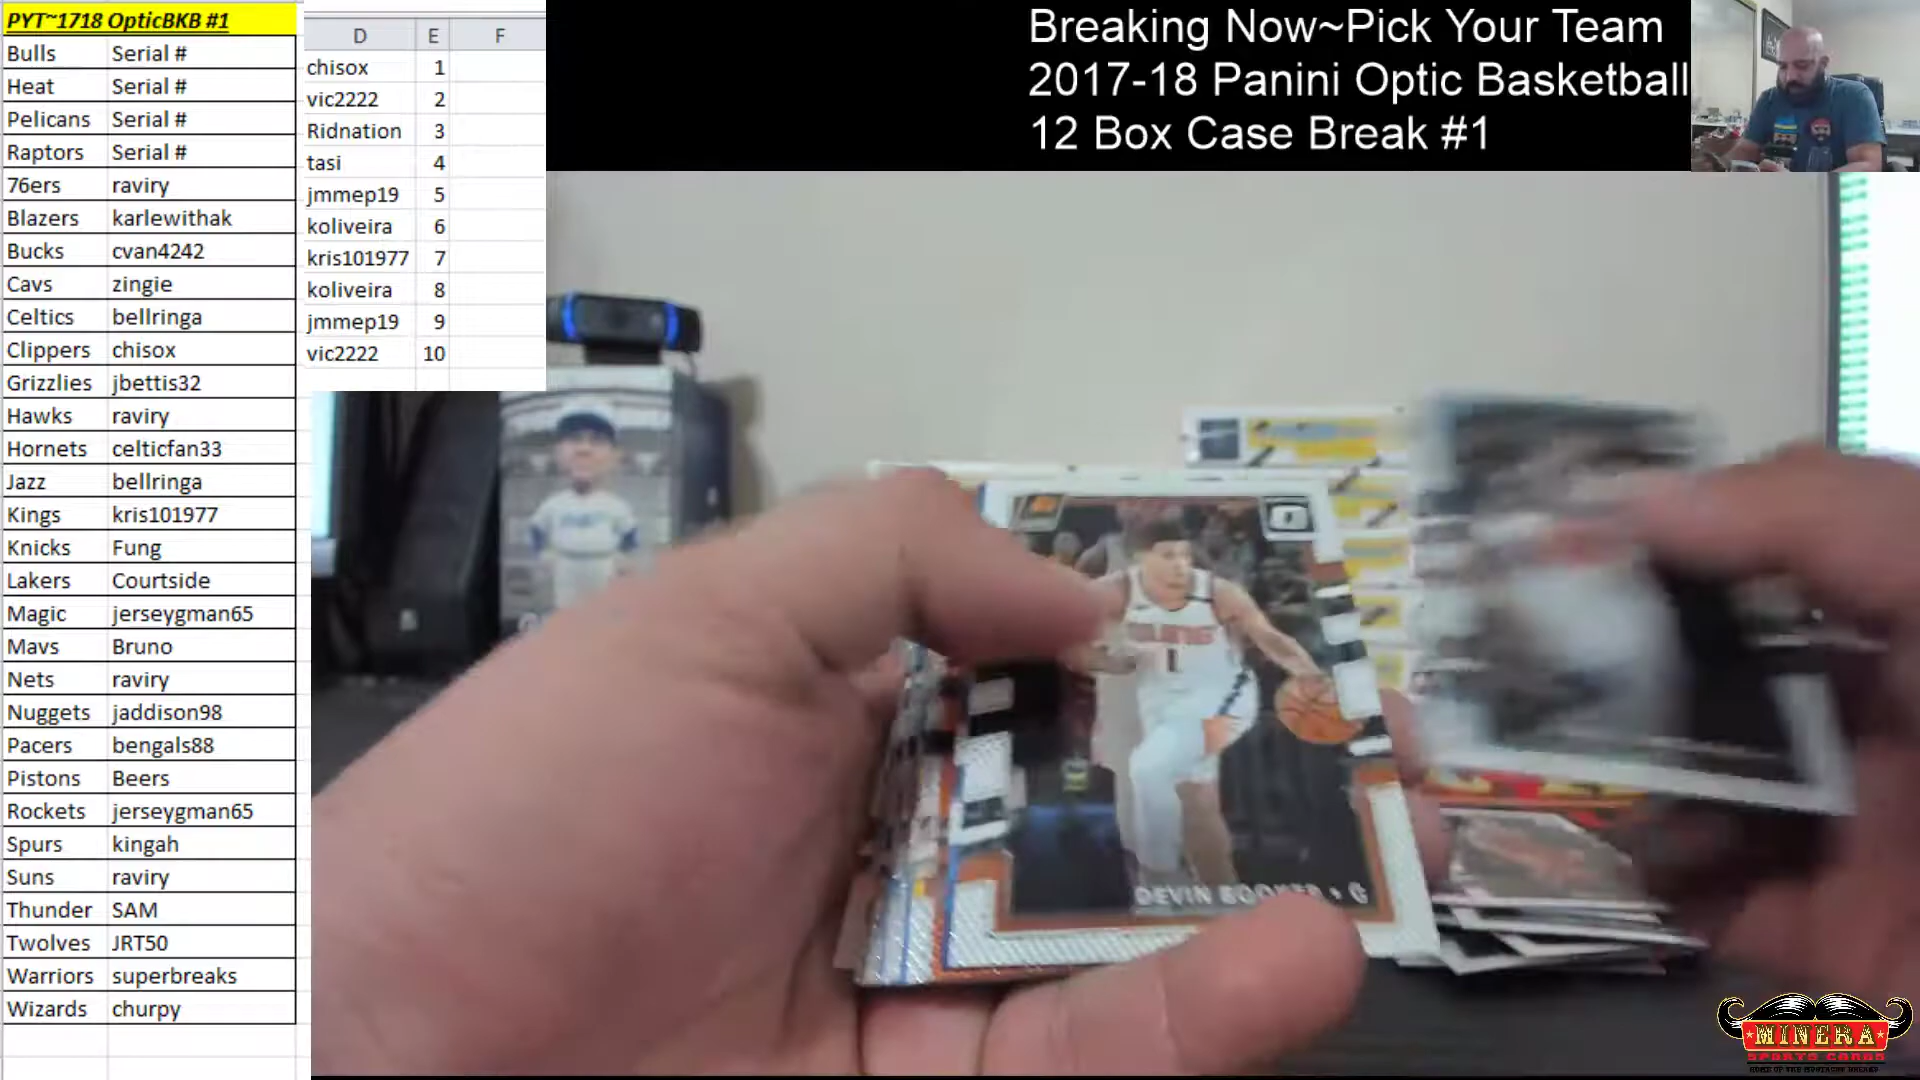 PYT~1718 OpticBKB #1
Bulls Serial #
Heat Serial #
Pelicans Serial #
Raptors Serial #
76ers raviry
Blazers karlewithak
Bucks cvan4242
Cavs zingie
Celtics bellringa
Clippers chisox
Grizzlies jbettis32
Hawks raviry
Hornets celticfan33
Jazz bellringa
Kings kris101977
Knicks Fung
Lakers Courtside
Magic jerseygman65
Mavs Bruno
Nets raviry
Nuggets jaddison98
Pacers bengals88
Pistons Beers
Rockets jerseygman65
Spurs kingah
Suns raviry
Thunder SAM
Twolves JRT50
Warriors superbreaks
Wizards churpy
D E F
chisox 1
vic2222 2
Ridnation 3
tasi 4
jmmep19 5
koliveira 6
kris101977 7
koliveira 8
jmmep19 9
vic2222 10
Breaking Now~Pick Your Team
2017-18 Panini Optic Basketball
12 Box Case Break #1
1
DEVIN BOOKER • G
MINERA
SPORTS CARDS